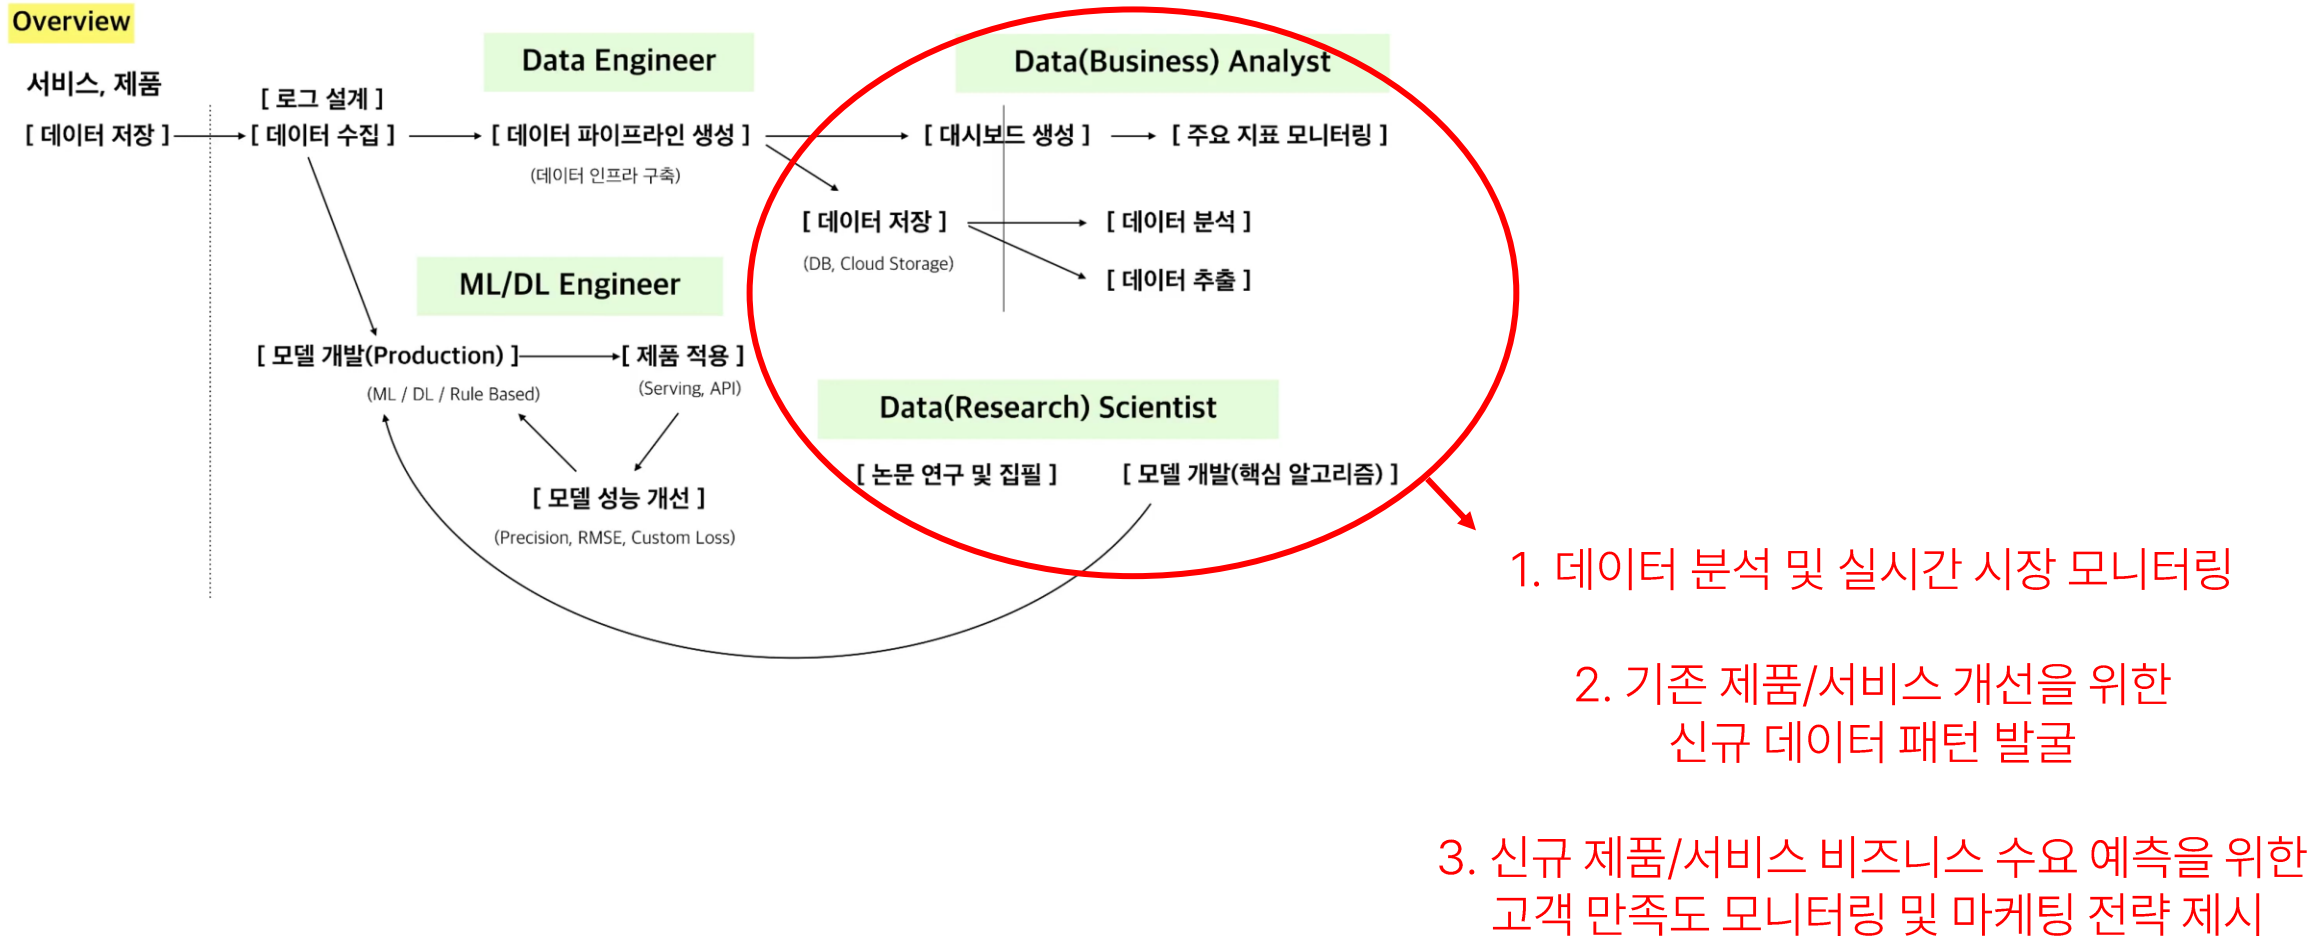 Overview
서비스, 제품
[ 데이터 저장 ]
[ 로그 설계 ]
[ 데이터 수집 ]
Data Engineer
[ 데이터 파이프라인 생성 ]
(데이터 인프라 구축)
Data(Business) Analyst
[ 대시보드 생성 ]
[ 주요 지표 모니터링 ]
[ 데이터 저장 ]
(DB, Cloud Storage)
[ 데이터 분석 ]
[ 데이터 추출 ]
ML/DL Engineer
[ 모델 개발(Production) ]
(ML / DL / Rule Based)
[ 제품 적용 ]
(Serving, API)
[ 모델 성능 개선 ]
(Precision, RMSE, Custom Loss)
Data(Research) Scientist
[ 논문 연구 및 집필 ]
[ 모델 개발(핵심 알고리즘) ]
1. 데이터 분석 및 실시간 시장 모니터링
2. 기존 제품/서비스 개선을 위한
신규 데이터 패턴 발굴
3. 신규 제품/서비스 비즈니스 수요 예측을 위한
고객 만족도 모니터링 및 마케팅 전략 제시